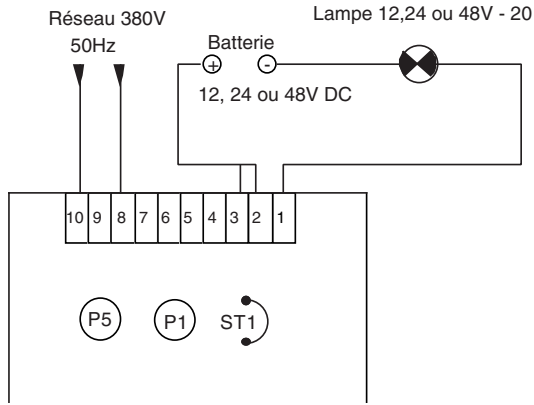 Réseau 380V
50Hz
Lampe 12,24 ou 48V - 20
Batterie
+ -
12, 24 ou 48V DC
10 9 8 7 6 5 4 3 2 1
P5 P1 ST1